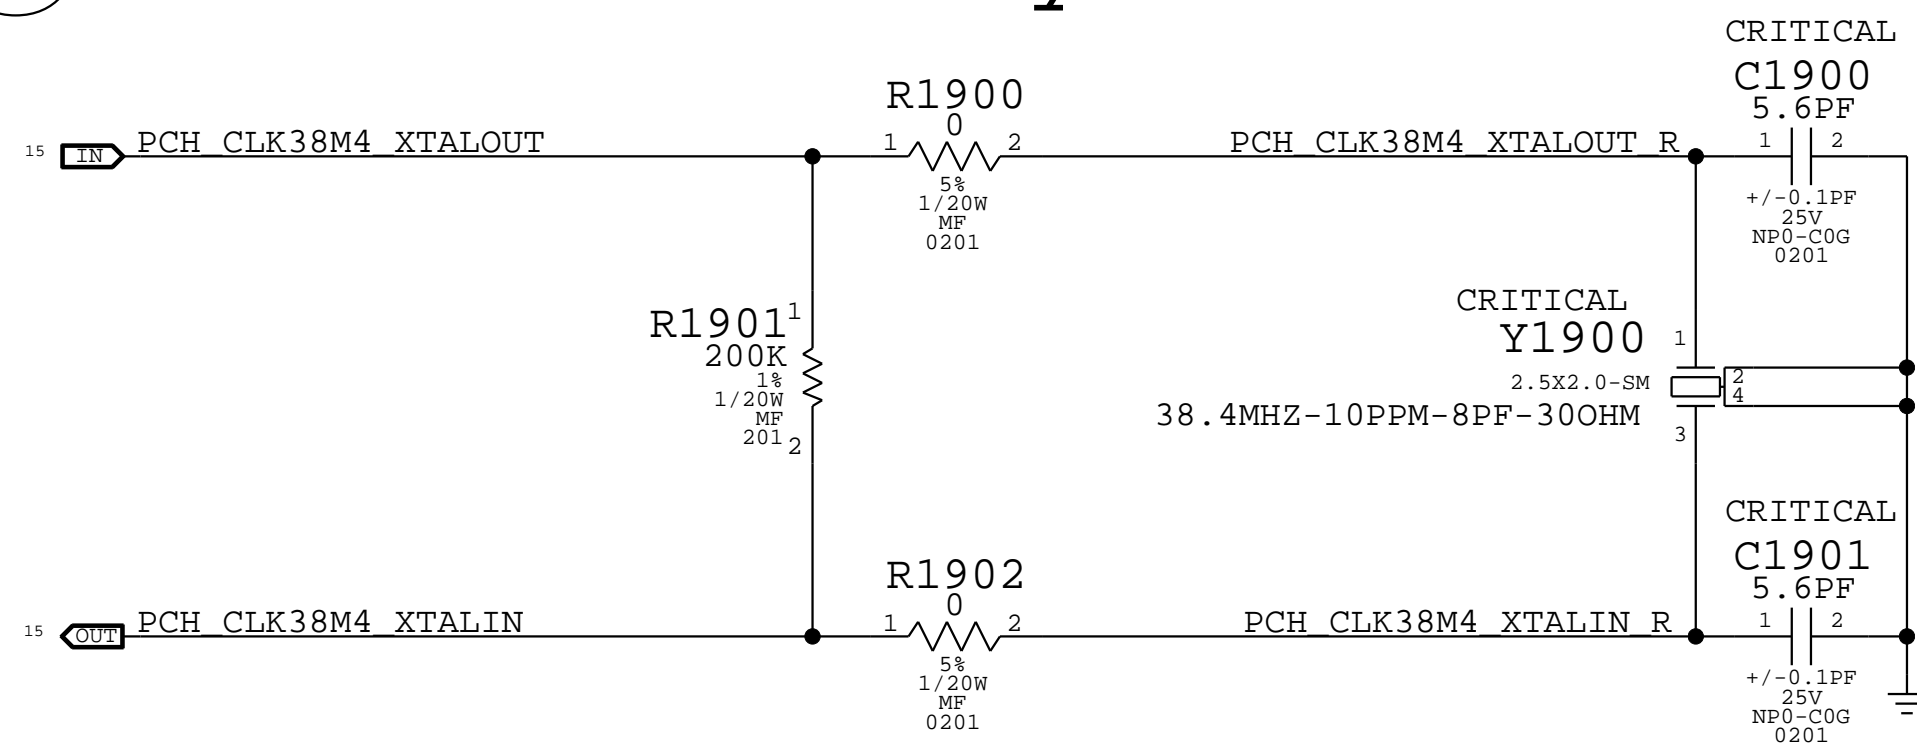 CRITICAL
C1900
5.6PF
1 2
+/-0.1PF
25V
NP0-C0G
0201
15 IN PCH_CLK38M4_XTALOUT
R1900
0
1 2
5%
1/20W
MF
0201
PCH_CLK38M4_XTALOUT_R
R1901
1
200K
1%
1/20W
MF
201
2
CRITICAL
Y1900
1
2.5X2.0-SM
2
4
38.4MHZ-10PPM-8PF-30OHM
3
CRITICAL
C1901
5.6PF
1 2
+/-0.1PF
25V
NP0-C0G
0201
15 OUT PCH_CLK38M4_XTALIN
R1902
0
1 2
5%
1/20W
MF
0201
PCH_CLK38M4_XTALIN_R